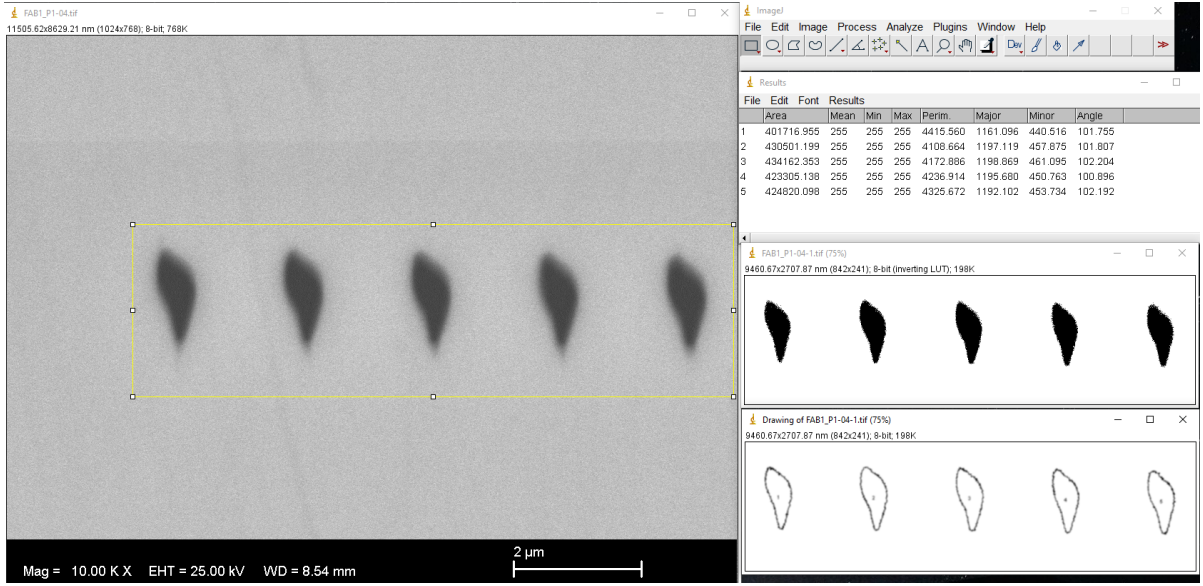 FAB1_P1-04.tif
11505.62x8629.21 nm (1024x768); 8-bit; 768K
Mag = 10.00 K X EHT = 25.00 kV WD = 8.54 mm
2 µm
ImageJ
File Edit Image Process Analyze Plugins Window Help
Dev
Results
File Edit Font Results
Area Mean Min Max Perim. Major Minor Angle
1 401716.955 255 255 255 4415.560 1161.096 440.516 101.755
2 430501.199 255 255 255 4108.664 1197.119 457.875 101.807
3 434162.353 255 255 255 4172.886 1198.869 461.095 102.204
4 423305.138 255 255 255 4236.914 1195.680 450.763 100.896
5 424820.098 255 255 255 4325.672 1192.102 453.734 102.192
FAB1_P1-04-1.tif (75%)
9460.67x2707.87 nm (842x241); 8-bit (inverting LUT); 198K
Drawing of FAB1_P1-04-1.tif (75%)
9460.67x2707.87 nm (842x241); 8-bit; 198K